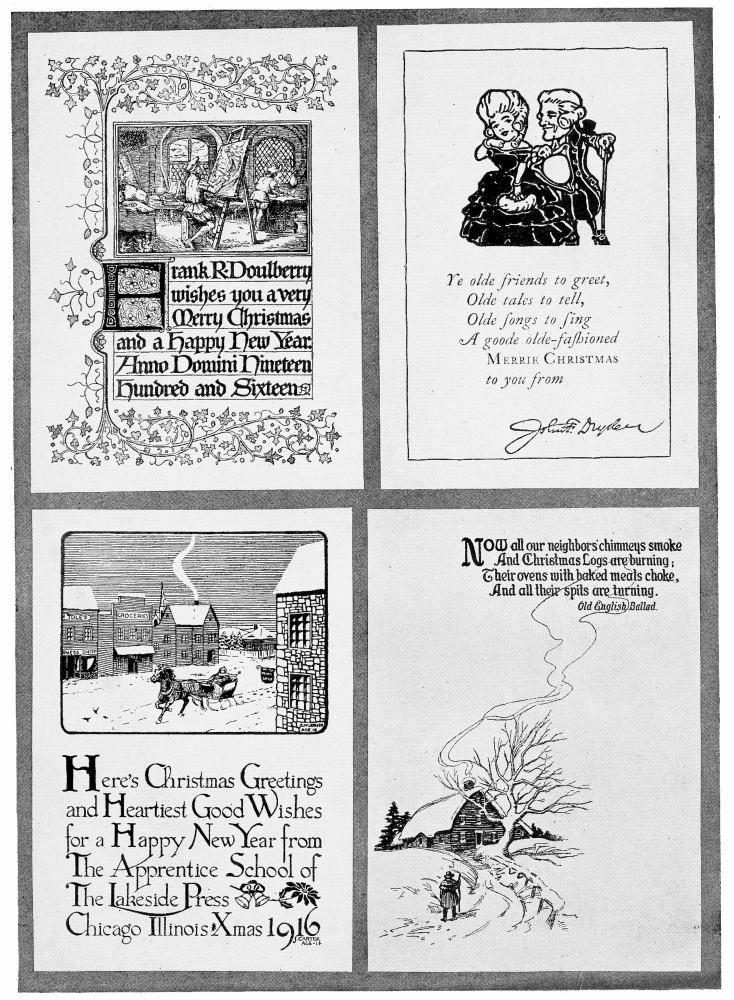 Frank R. Doulberry
wishes you a very
Merry Christmas
and a Happy New Year.
Anno Domini Nineteen
Hundred and Sixteen
Ye olde friends to greet,
Olde tales to tell,
Olde songs to sing
A goode olde-fashioned
MERRIE CHRISTMAS
to you from
John F. Dryden
GROCERIES
Here's Christmas Greetings
and Heartiest Good Wishes
for a Happy New Year from
The Apprentice School of
The Lakeside Press
Chicago Illinois Xmas 1916
J. CARTER
AGE-17
NOW all our neighbors' chimneys smoke
And Christmas Logs are burning;
Their ovens with baked meats choke,
And all their spits are turning.
Old English Ballad.